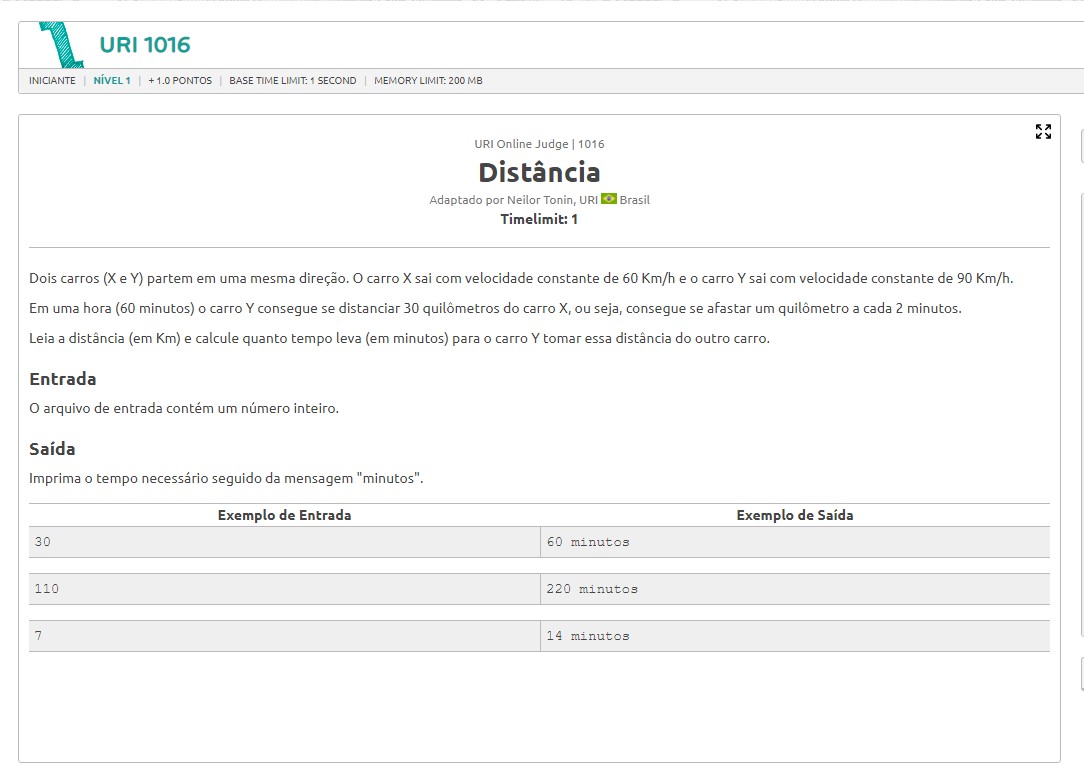 URI 1016
INICIANTE | NÍVEL 1 | + 1.0 PONTOS | BASE TIME LIMIT: 1 SECOND | MEMORY LIMIT: 200 MB
URI Online Judge | 1016
Distância
Adaptado por Neilor Tonin, URI Brasil
Timelimit: 1
Dois carros (X e Y) partem em uma mesma direção. O carro X sai com velocidade constante de 60 Km/h e o carro Y sai com velocidade constante de 90 Km/h.
Em uma hora (60 minutos) o carro Y consegue se distanciar 30 quilômetros do carro X, ou seja, consegue se afastar um quilômetro a cada 2 minutos.
Leia a distância (em Km) e calcule quanto tempo leva (em minutos) para o carro Y tomar essa distância do outro carro.
Entrada
O arquivo de entrada contém um número inteiro.
Saída
Imprima o tempo necessário seguido da mensagem "minutos".
Exemplo de Entrada Exemplo de Saída
30 60 minutos
110 220 minutos
7 14 minutos